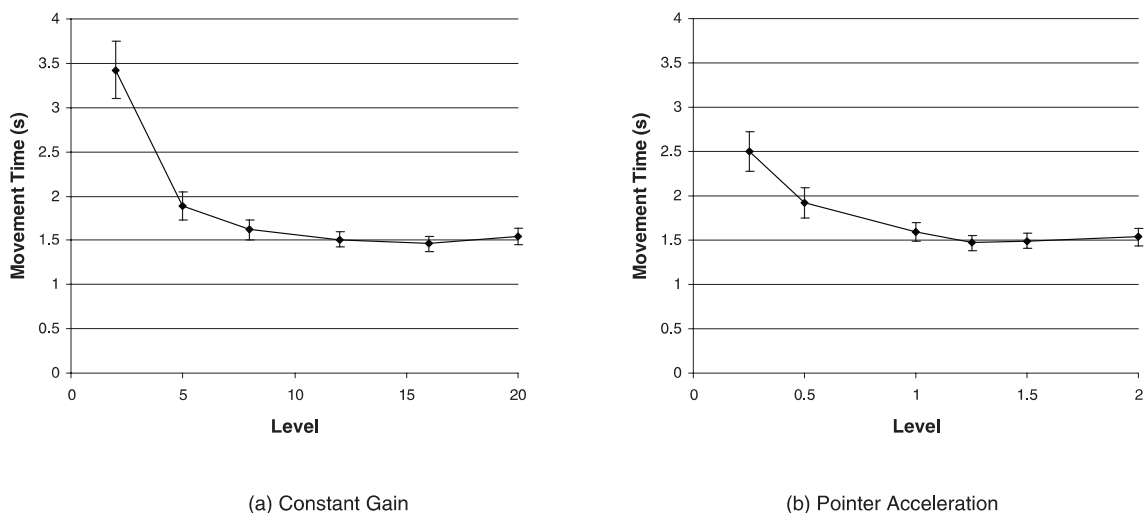 4
3.5
3
2.5
2
1.5
1
0.5
0
Movement Time (s)
0 5 10 15 20
Level
(a) Constant Gain
4
3.5
3
2.5
2
1.5
1
0.5
0
Movement Time (s)
0 0.5 1 1.5 2
Level
(b) Pointer Acceleration